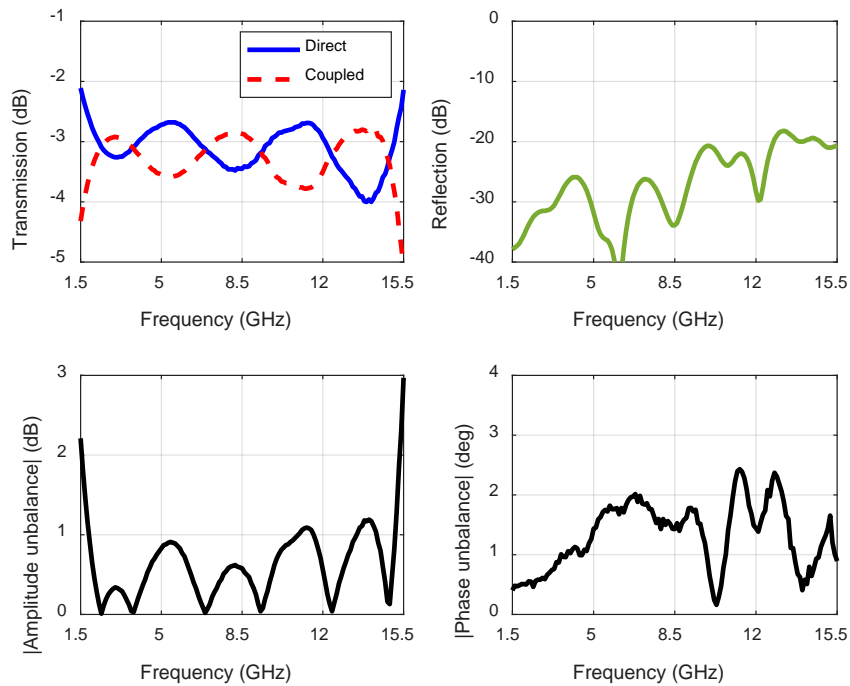 -1
-2
-3
-4
-5
Transmission (dB)
Direct
Coupled
1.5 5 8.5 12 15.5
Frequency (GHz)
0
-10
-20
-30
-40
Reflection (dB)
1.5 5 8.5 12 15.5
Frequency (GHz)
3
2
1
0
|Amplitude unbalance| (dB)
1.5 5 8.5 12 15.5
Frequency (GHz)
4
3
2
1
0
|Phase unbalance| (deg)
1.5 5 8.5 12 15.5
Frequency (GHz)